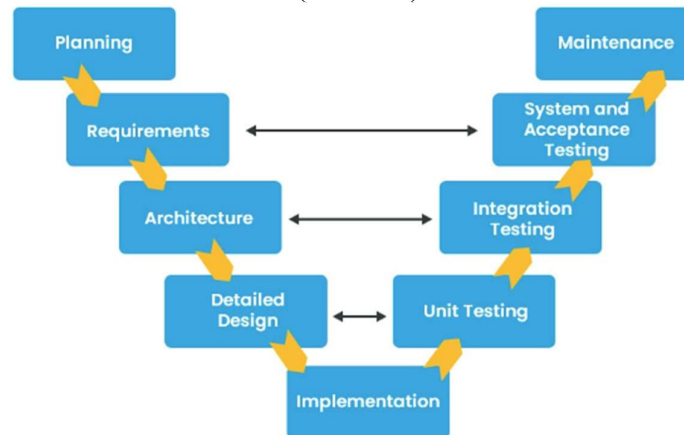 Planning
Maintenance
Requirements
System and
Acceptance
Testing
Architecture
Integration
Testing
Detailed
Design
Unit Testing
Implementation